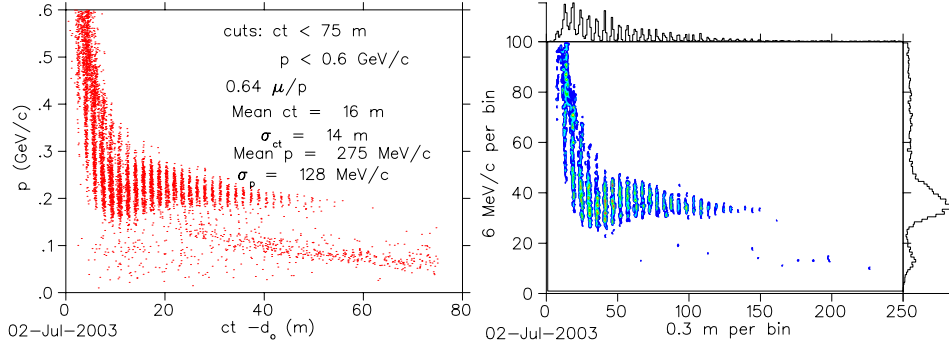 .6
.5
.4
.3
.2
.1
.0
p (GeV/c)
cuts: ct < 75 m
p < 0.6 GeV/c
0.64 μ/p
Mean ct = 16 m
σct = 14 m
Mean p = 275 MeV/c
σp = 128 MeV/c
0 20 40 60 80
02-Jul-2003
ct -do (m)
100
80
60
40
20
0
6 MeV/c per bin
0 50 100 150 200 250
02-Jul-2003
0.3 m per bin